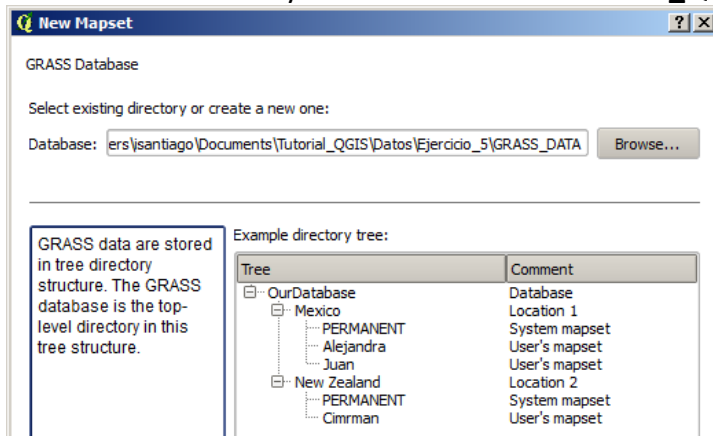 New Mapset
GRASS Database
Select existing directory or create a new one:
Database: ers\isantiago\Documents\Tutorial_QGIS\Datos\Ejercicio_5\GRASS_DATA Browse...
GRASS data are stored
in tree directory
structure. The GRASS
database is the top-
level directory in this
tree structure.
Example directory tree:
Tree Comment
OurDatabase Database
Mexico Location 1
PERMANENT System mapset
Alejandra User's mapset
Juan User's mapset
New Zealand Location 2
PERMANENT System mapset
Cimrman User's mapset